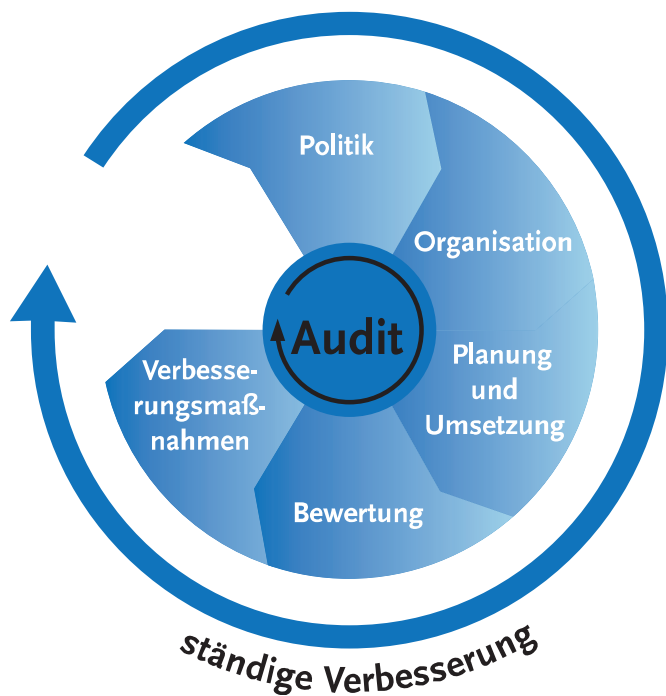 Politik
Organisation
Planung
und
Umsetzung
Bewertung
Verbesse-
rungsmaß-
nahmen
Audit
ständige Verbesserung